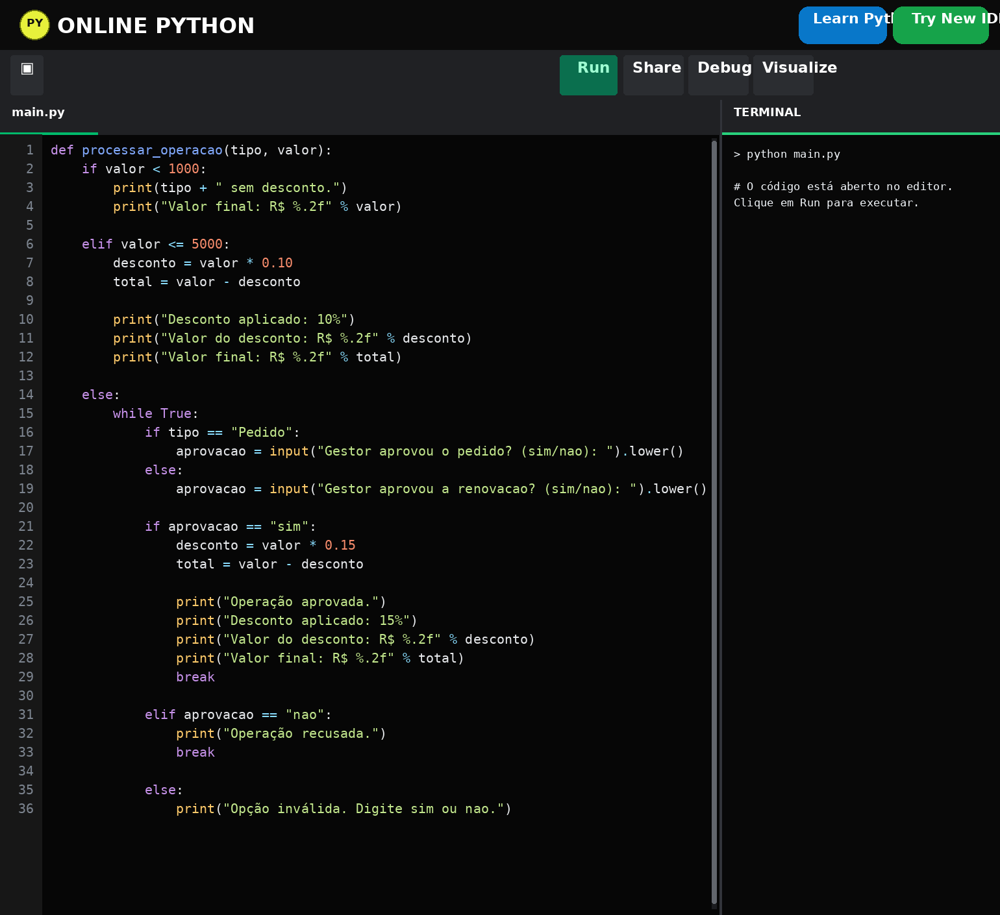 PY ONLINE PYTHON
Learn Pyt
Try New ID
Run Share Debug Visualize
main.py
TERMINAL
1 def processar_operacao(tipo, valor):
2     if valor < 1000:
3         print(tipo + " sem desconto.")
4         print("Valor final: R$ %.2f" % valor)
5
6     elif valor <= 5000:
7         desconto = valor * 0.10
8         total = valor - desconto
9
10         print("Desconto aplicado: 10%")
11         print("Valor do desconto: R$ %.2f" % desconto)
12         print("Valor final: R$ %.2f" % total)
13
14     else:
15         while True:
16             if tipo == "Pedido":
17                 aprovacao = input("Gestor aprovou o pedido? (sim/nao): ").lower()
18             else:
19                 aprovacao = input("Gestor aprovou a renovacao? (sim/nao): ").lower()
20
21             if aprovacao == "sim":
22                 desconto = valor * 0.15
23                 total = valor - desconto
24
25                 print("Operação aprovada.")
26                 print("Desconto aplicado: 15%")
27                 print("Valor do desconto: R$ %.2f" % desconto)
28                 print("Valor final: R$ %.2f" % total)
29                 break
30
31             elif aprovacao == "nao":
32                 print("Operação recusada.")
33                 break
34
35             else:
36                 print("Opção inválida. Digite sim ou nao.")
> python main.py
# O código está aberto no editor.
Clique em Run para executar.